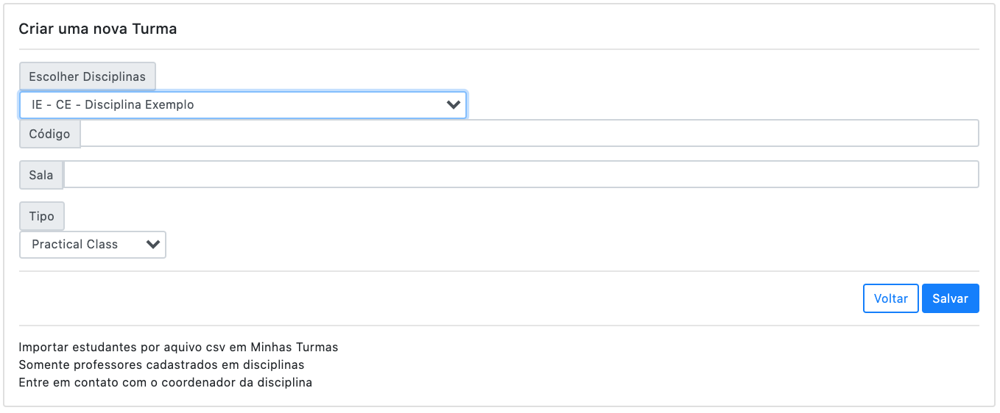 Criar uma nova Turma
Escolher Disciplinas
IE - CE - Disciplina Exemplo
Código
Sala
Tipo
Practical Class
Voltar Salvar
Importar estudantes por aquivo csv em Minhas Turmas
Somente professores cadastrados em disciplinas
Entre em contato com o coordenador da disciplina